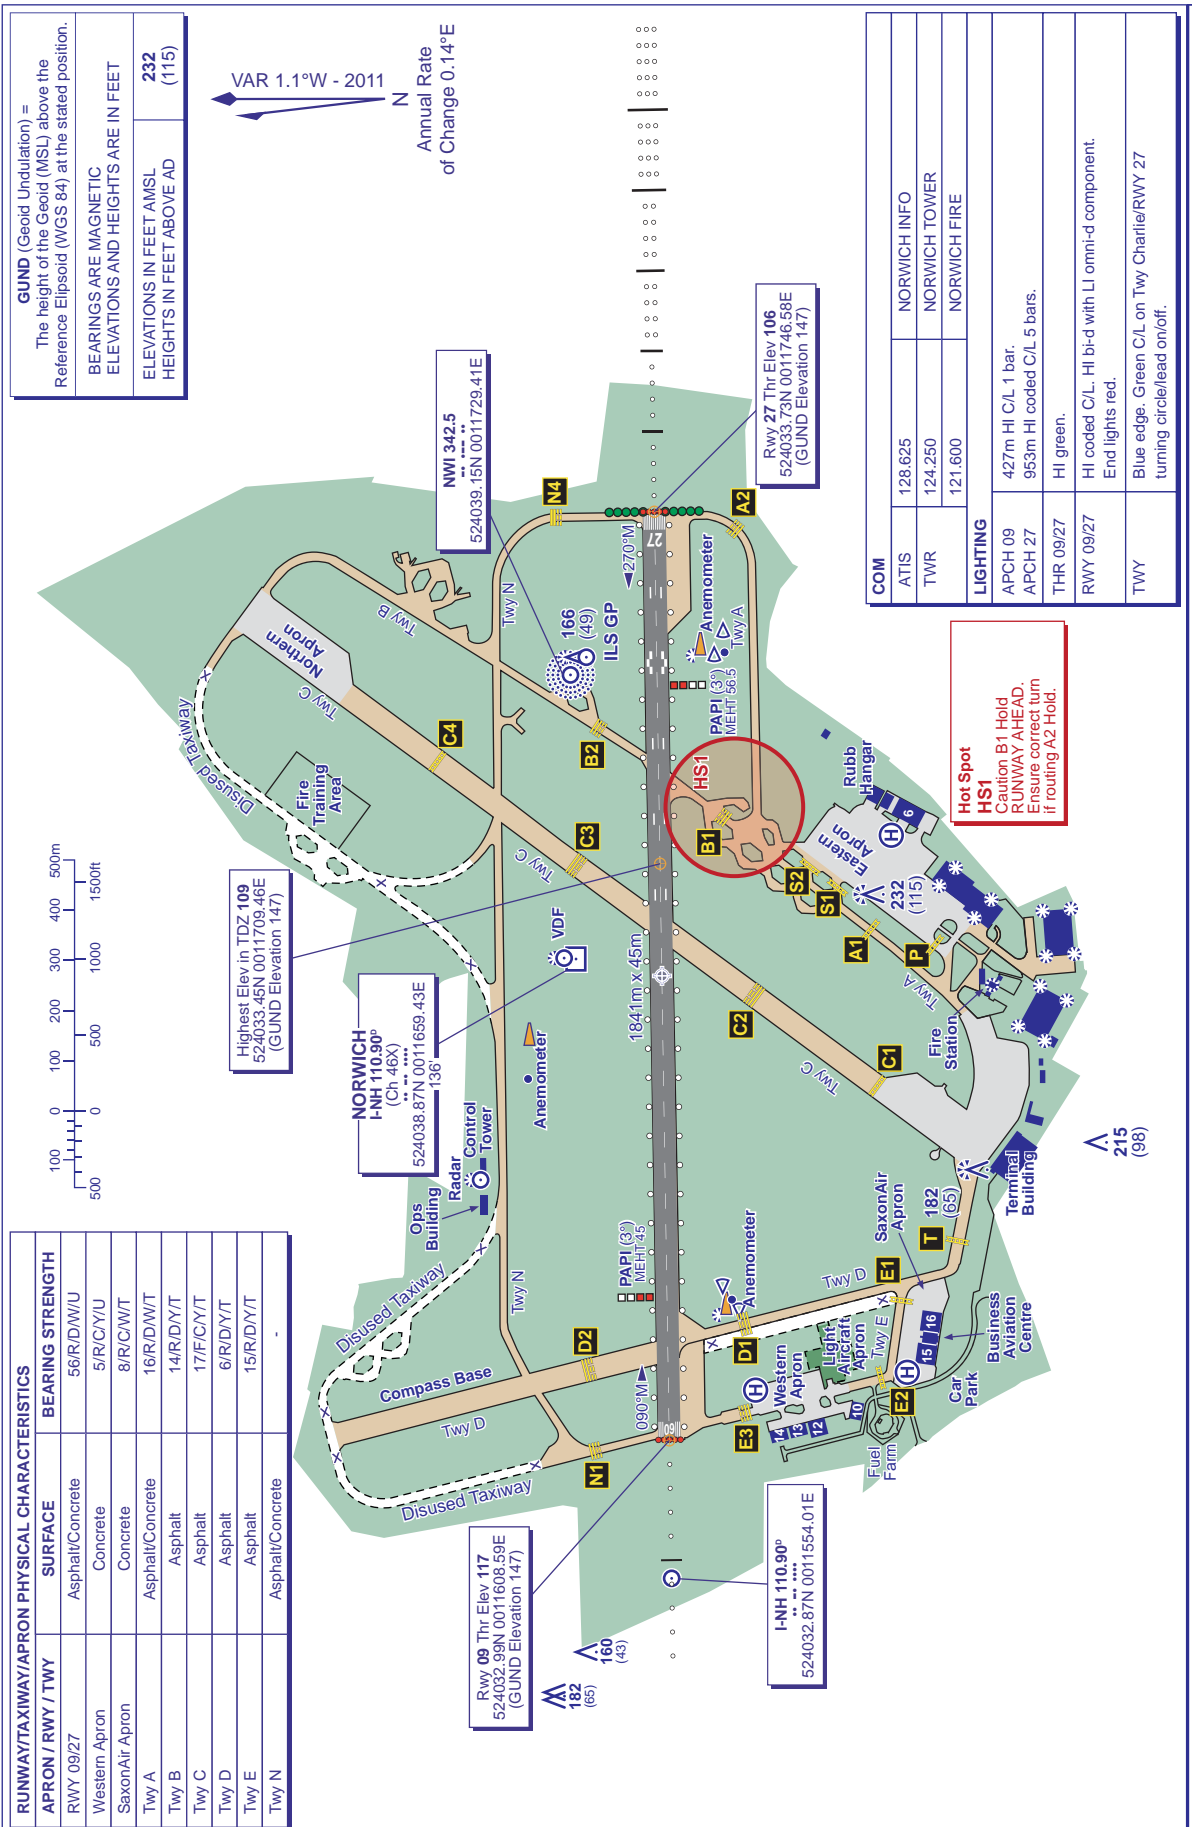 RUNWAY/TAXIWAY/APRON PHYSICAL CHARACTERISTICS
APRON / RWY / TWY SURFACE BEARING STRENGTH
RWY 09/27 Asphalt/Concrete 56/R/D/W/U
Western Apron Concrete 5/R/C/Y/U
SaxonAir Apron Concrete 8/R/C/W/T
Twy A Asphalt/Concrete 16/R/D/W/T
Twy B Asphalt 14/R/D/Y/T
Twy C Asphalt 17/F/C/Y/T
Twy D Asphalt 6/R/D/Y/T
Twy E Asphalt 15/R/D/Y/T
Twy N Asphalt/Concrete -
100 0 100 200 300 400 500m
500 0 500 1000 1500ft
GUND (Geoid Undulation) =
The height of the Geoid (MSL) above the
Reference Elipsoid (WGS 84) at the stated position.
BEARINGS ARE MAGNETIC
ELEVATIONS AND HEIGHTS ARE IN FEET
ELEVATIONS IN FEET AMSL 232
HEIGHTS IN FEET ABOVE AD (115)
VAR 1.1°W - 2011
N
Annual Rate
of Change 0.14°E
Highest Elev in TDZ 109
524033.45N 0011709.46E
(GUND Elevation 147)
NORWICH
I-NH 110.90D
(Ch 46X)
524038.87N 0011659.43E
136'
NWI 342.5
524039.15N 0011729.41E
Rwy 27 Thr Elev 106
524033.73N 0011746.58E
(GUND Elevation 147)
Rwy 09 Thr Elev 117
524032.99N 0011608.59E
(GUND Elevation 147)
I-NH 110.90D
524032.87N 0011554.01E
182
(65)
160
(43)
Disused Taxiway
Disused Taxiway
Disused Taxiway
Fire
Training
Area
Northern
Apron
Twy C
Twy B
Twy N
C4
N4
Ops
Building
Radar
Control
Tower
Anemometer
VDF
Twy N
Compass Base
Twy D
D2
N1
C3
Twy C
B2
166
(49)
ILS GP
PAPI (3°)
MEHT 45
090°M
09
1841m x 45m
270°M
27
PAPI (3°)
MEHT 56.5
HS1
B1
Anemometer
Twy A
A2
Anemometer
D1
Twy D
E3
Western
Apron
Light
Aircraft
Apron
Twy E
E1
E2
14
13
12
10
15
16
H
H
Fuel
Farm
Car
Park
Business
Aviation
Centre
SaxonAir
Apron
T
182
(65)
Terminal
Building
C2
Twy C
C1
Fire
Station
Twy A
A1
P
S1
S2
Eastern
Apron
232
(115)
H
6
Rubb
Hangar
215
(98)
Hot Spot
HS1
Caution B1 Hold
RUNWAY AHEAD.
Ensure correct turn
if routing A2 Hold.
COM
ATIS 128.625 NORWICH INFO
TWR 124.250 NORWICH TOWER
121.600 NORWICH FIRE
LIGHTING
APCH 09 427m HI C/L 1 bar.
APCH 27 953m HI coded C/L 5 bars.
THR 09/27 HI green.
RWY 09/27 HI coded C/L. HI bi-d with LI omni-d component.
End lights red.
TWY Blue edge. Green C/L on Twy Charlie/RWY 27
turning circle/lead on/off.